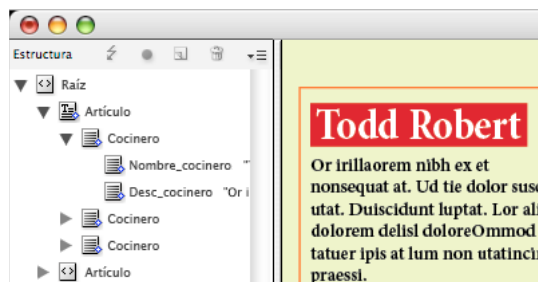 Estructura
Raíz
Artículo
Cocinero
Nombre_cocinero "
Desc_cocinero "Or i
Cocinero
Cocinero
Artículo
Todd Robert
Or irillaorem nibh ex et
nonsequat at. Ud tie dolor susc
utat. Duiscidunt luptat. Lor ali
dolorem delisl doloreOmmod
tatuer ipis at lum non utatincin
praessi.